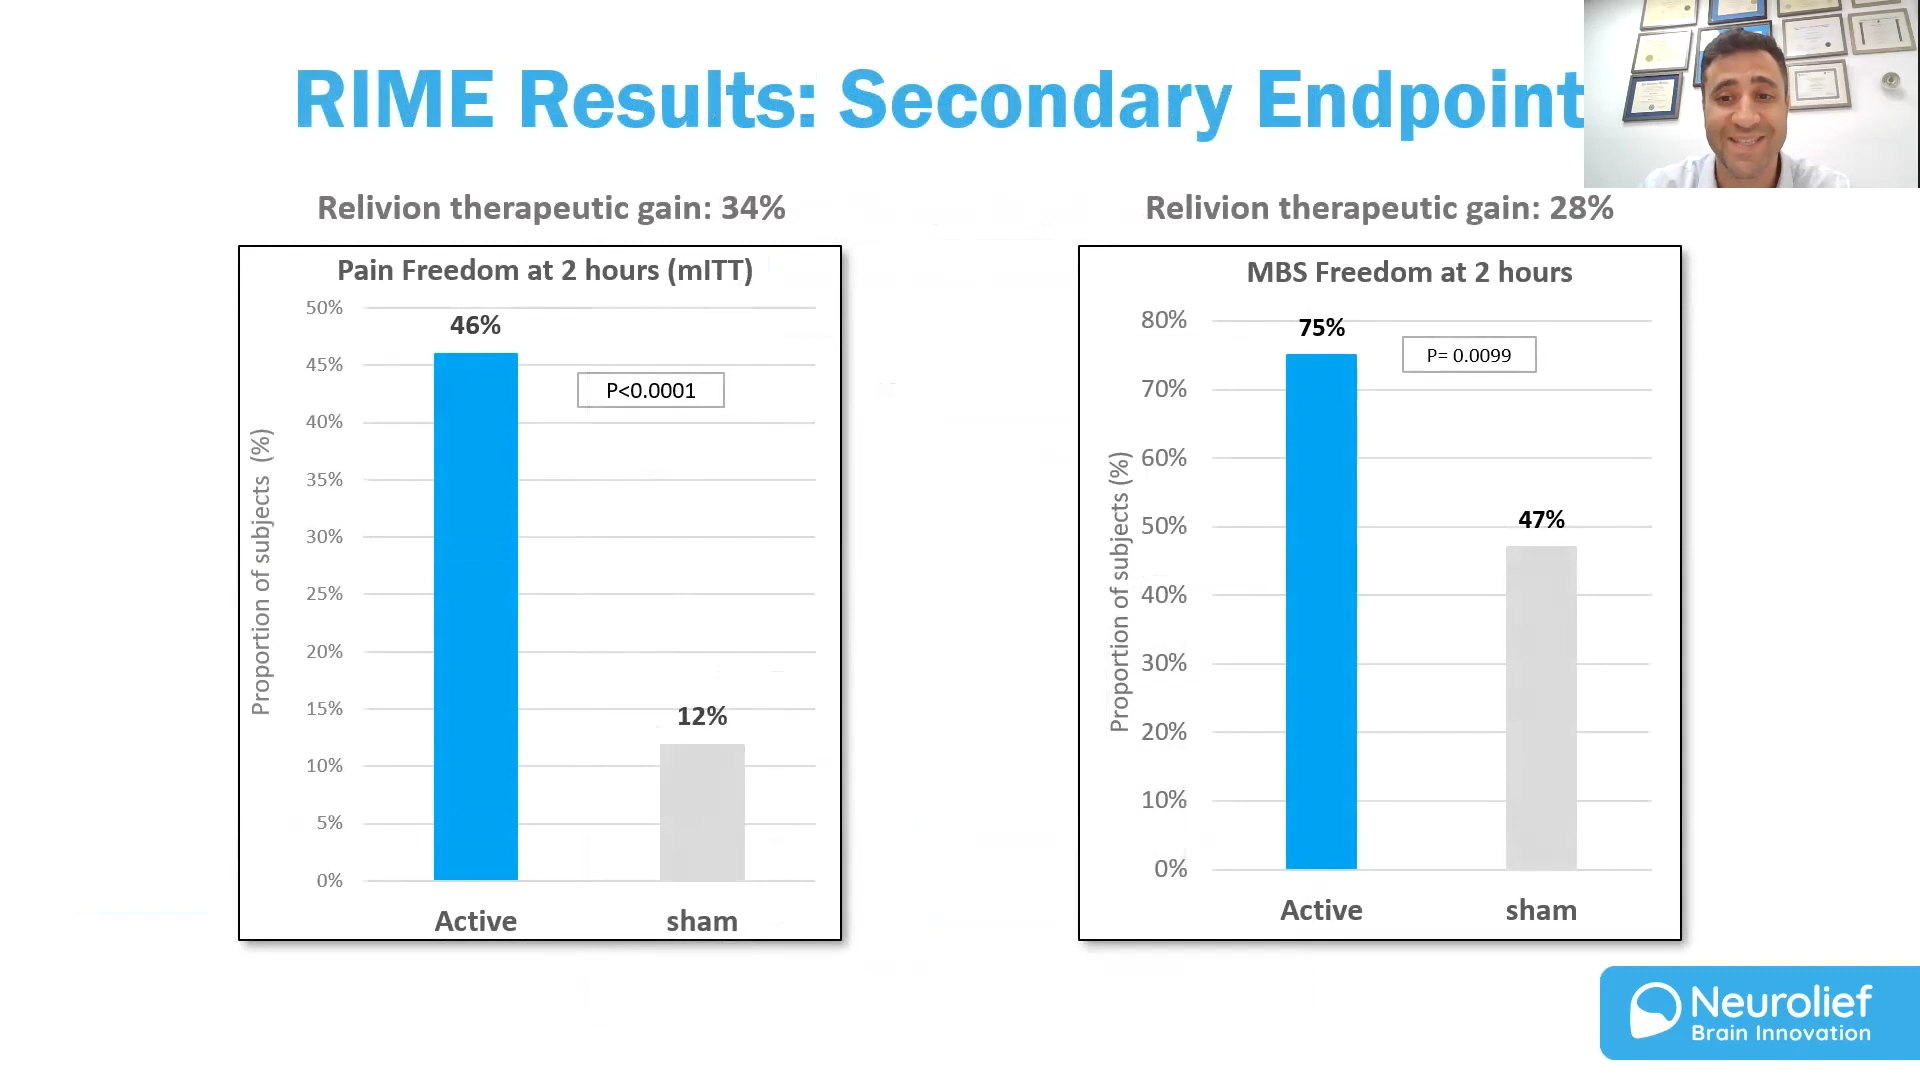 RIME Results: Secondary Endpoint
Relivion therapeutic gain: 34%
Pain Freedom at 2 hours (mITT)
50%
45%
40%
35%
30%
25%
20%
15%
10%
5%
0%
Proportion of subjects (%)
46%
P<0.0001
12%
Active
sham
Relivion therapeutic gain: 28%
MBS Freedom at 2 hours
80%
70%
60%
50%
40%
30%
20%
10%
0%
Proportion of subjects (%)
75%
P= 0.0099
47%
Active
sham
Neurolief
Brain Innovation